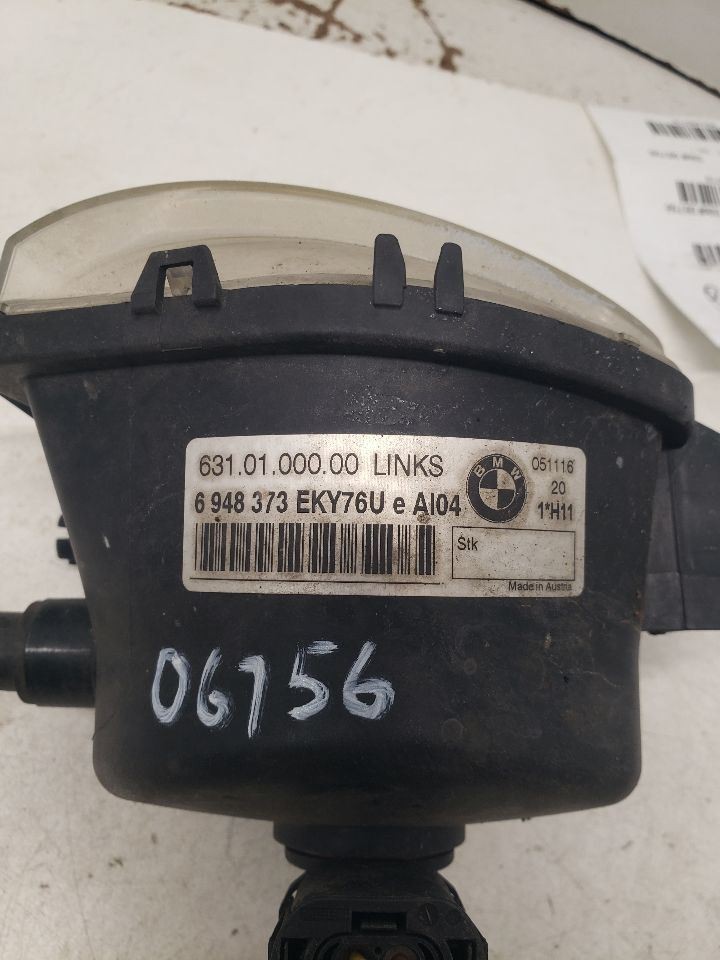 631.01.000.00 LINKS
6 948 373 EKY76U e AI04
BMW
051116
20
1*H11
Stk
Made in Austria
06756